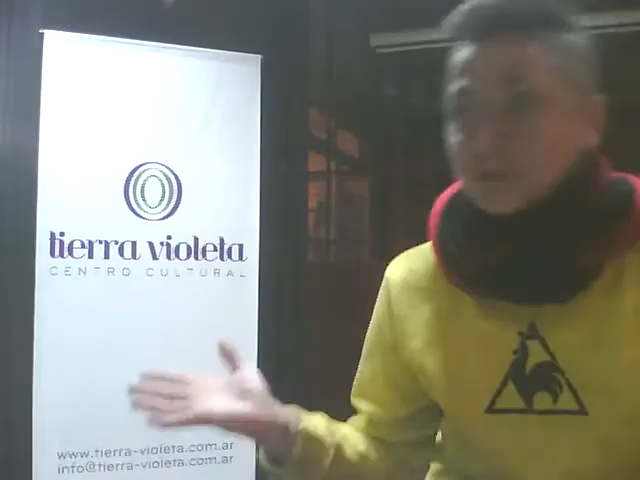 tierra violeta
CENTRO CULTURAL
www.tierra-violeta.com.ar
info@tierra-violeta.com.ar